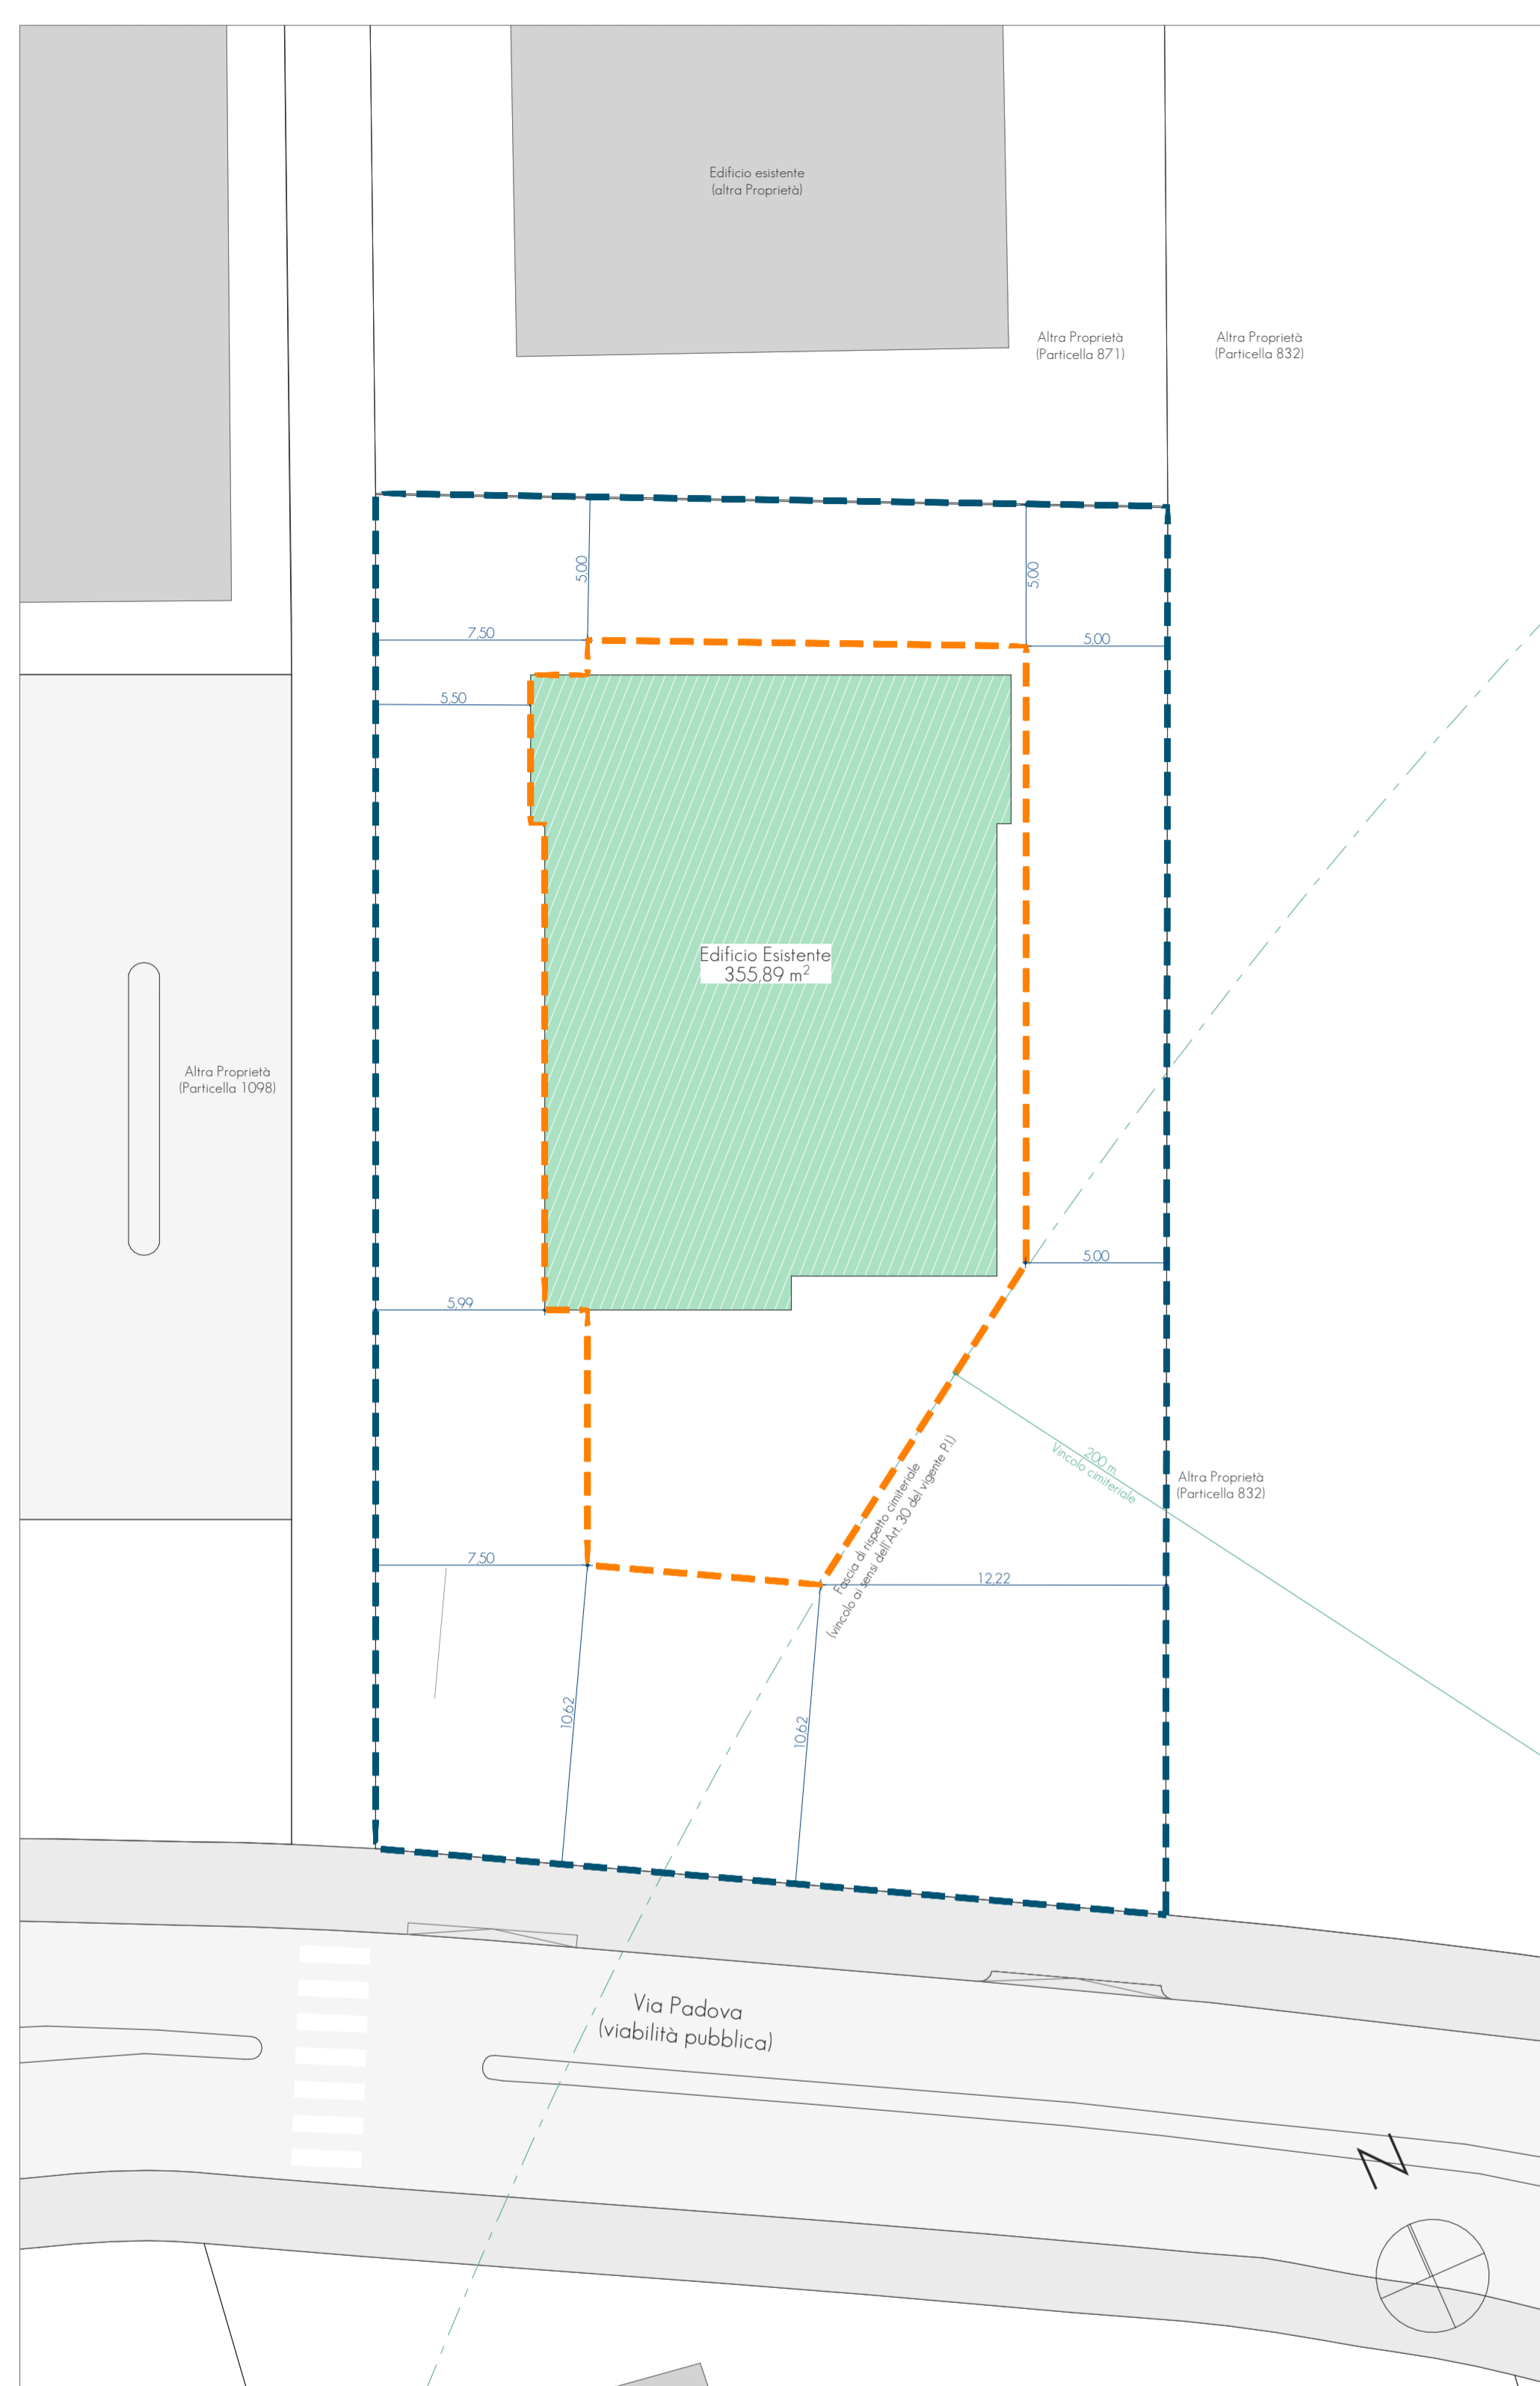 Edificio esistente
(altra Proprietà)
Altra Proprietà
(Particella 871)
Altra Proprietà
(Particella 832)
5,00
5,00
7,50
5,00
5,50
Edificio Esistente
355,89 m²
Altra Proprietà
(Particella 1098)
5,00
5,99
200 m
Vincolo cimiteriale
Altra Proprietà
(Particella 832)
Fascia di rispetto cimiteriale
(vincolo ai sensi dell'Art. 30 del vigente P.I.)
7,50
12,22
10,62
10,62
Via Padova
(viabilità pubblica)
N